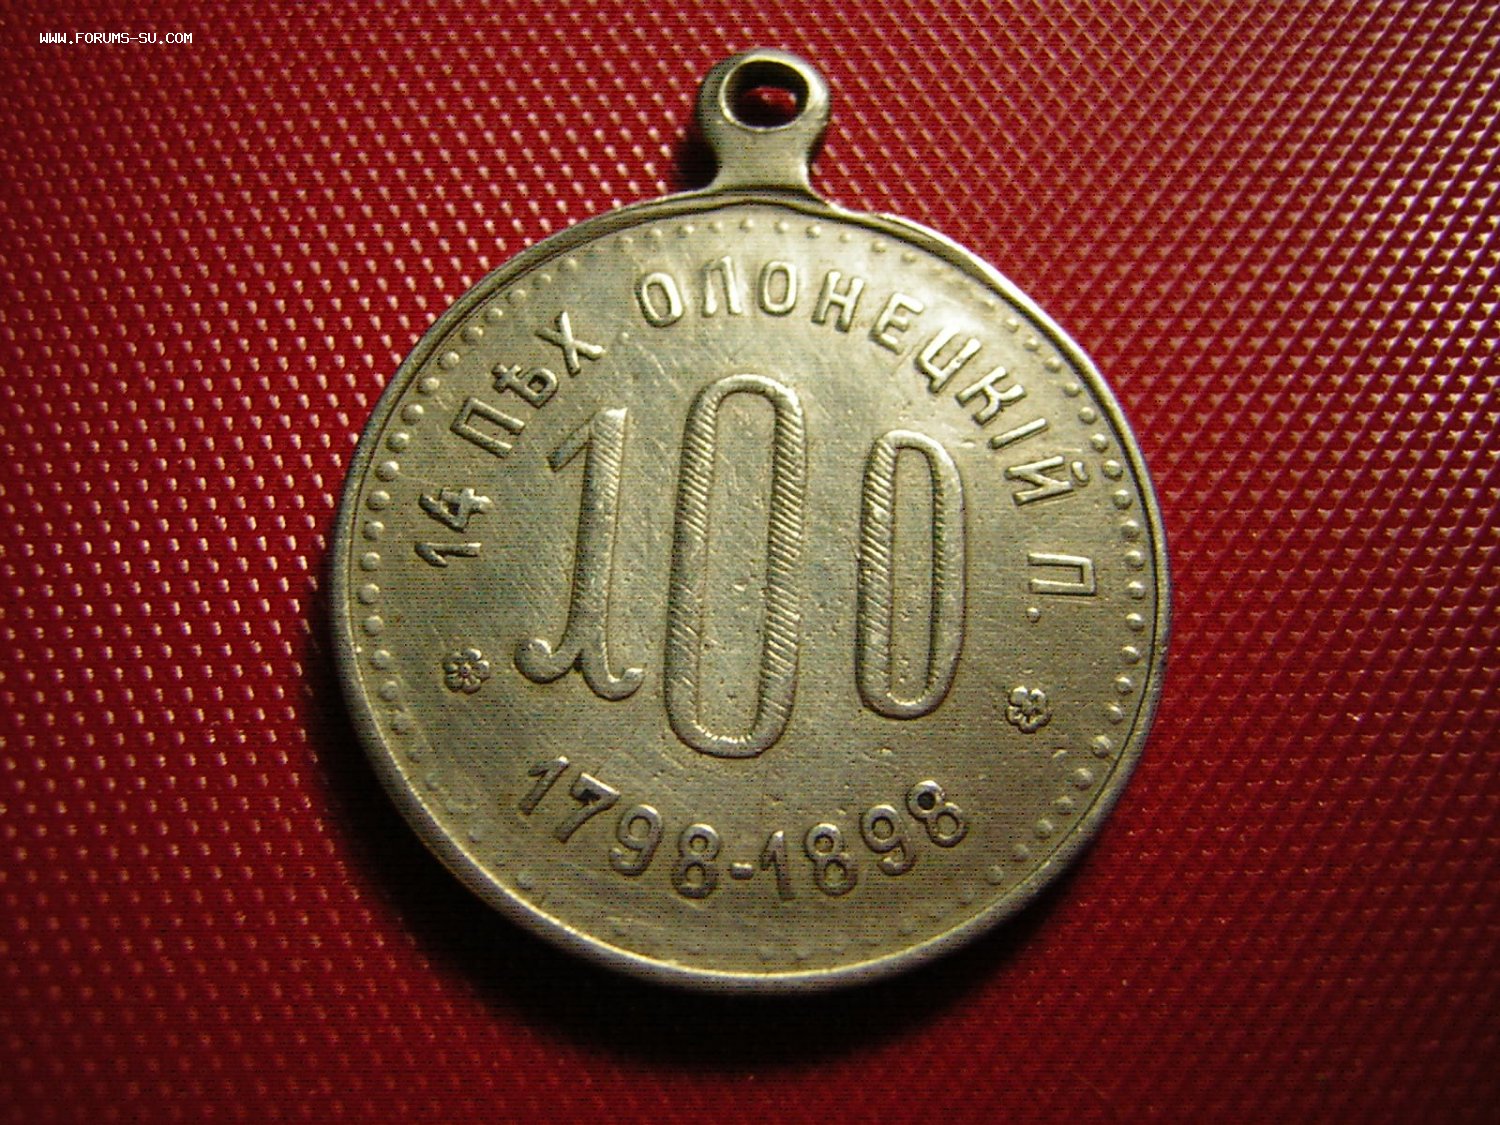 WWW.FORUMS-SU.COM
14 ПѢХ ОЛОНЕЦКІЙ П.
100
1798-1898